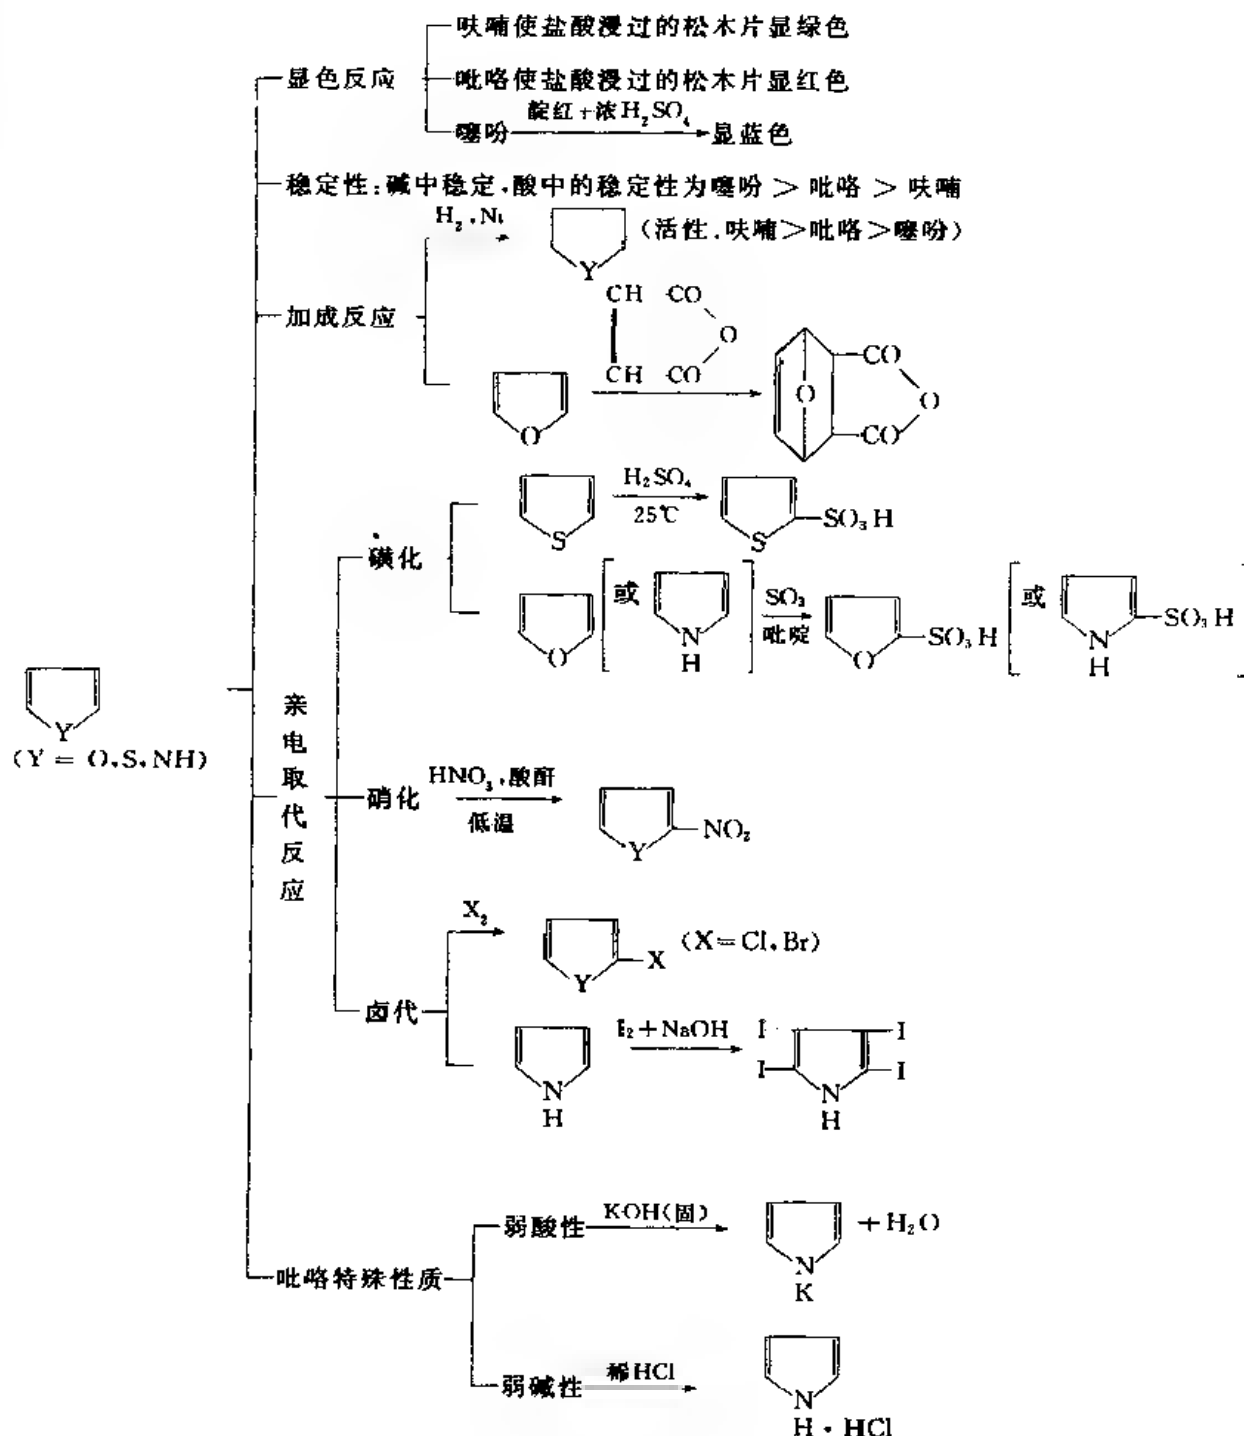 呋喃使盐酸浸过的松木片显绿色
显色反应
吡咯使盐酸浸过的松木片显红色
噻吩 靛红+浓H₂SO₄ 显蓝色
稳定性:碱中稳定,酸中的稳定性为噻吩>吡咯>呋喃
H₂,Ni
Y
(活性.呋喃>吡咯>噻吩)
加成反应
CH CO
O
CH CO
O
CO
O
O
CO
磺化
S
H₂SO₄
25℃
S
SO₃H
O
或
N
H
SO₃
吡啶
O
SO₃H
或
N
H
SO₃H
Y
(Y = O,S,NH)
亲电取代反应
硝化
HNO₃,酸酐
低温
Y
NO₂
卤代
X₂
Y
X
(X=Cl,Br)
N
H
I₂+NaOH
I I
I I
N
H
吡咯特殊性质
弱酸性
KOH(固)
N
K
+H₂O
弱碱性
稀HCl
N
H·HCl